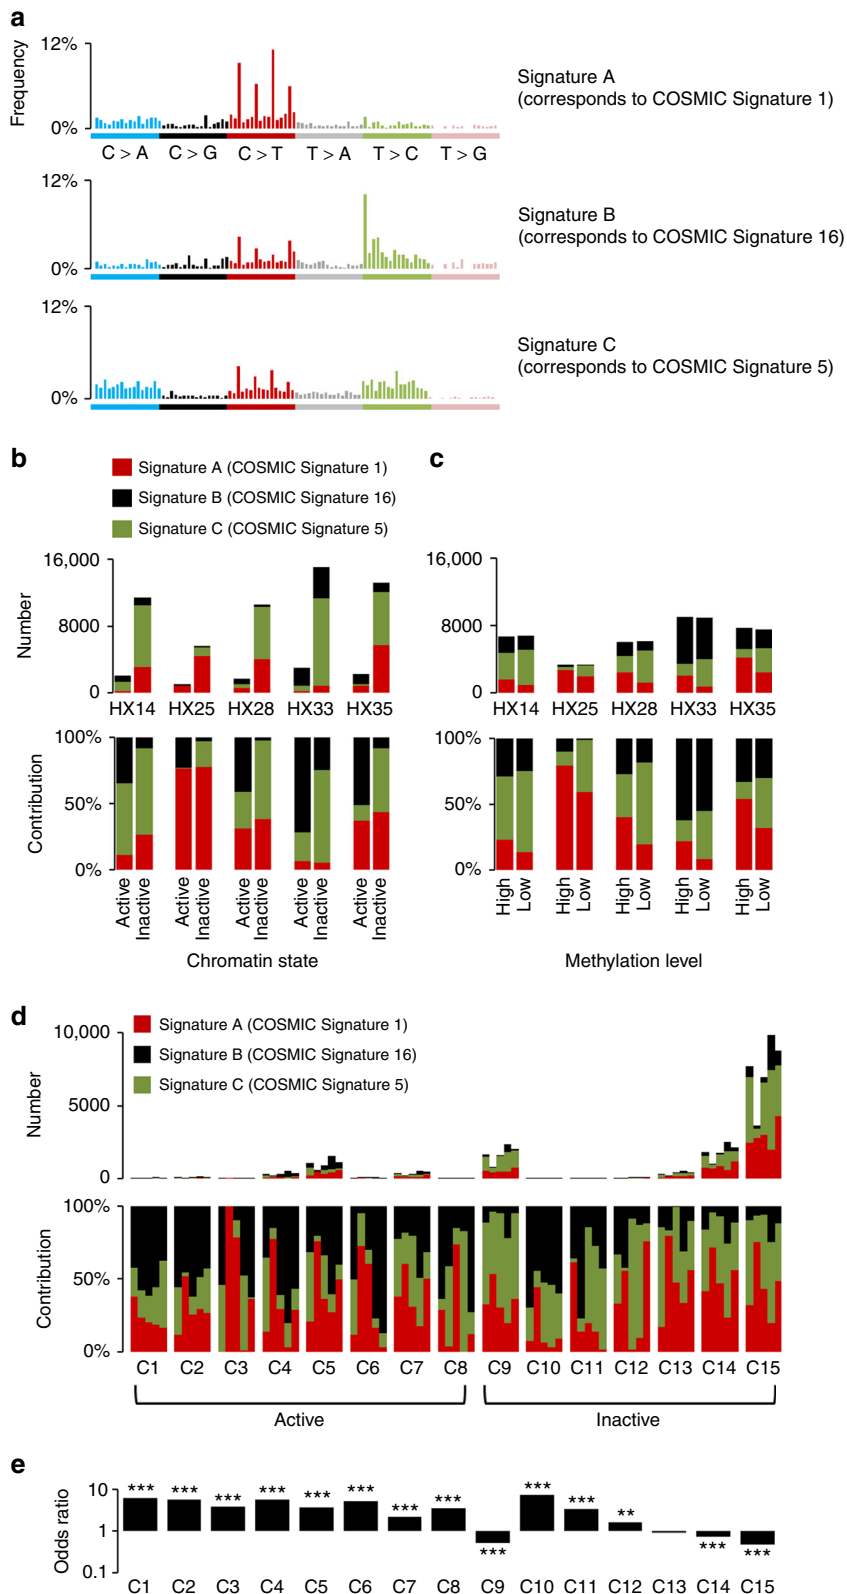 a
Frequency
12%
0%
C > A C > G C > T T > A T > C T > G
Signature A
(corresponds to COSMIC Signature 1)
12%
0%
Signature B
(corresponds to COSMIC Signature 16)
12%
0%
Signature C
(corresponds to COSMIC Signature 5)
b
Signature A (COSMIC Signature 1)
Signature B (COSMIC Signature 16)
Signature C (COSMIC Signature 5)
Number
16,000
8000
0
HX14 HX25 HX28 HX33 HX35
Contribution
100%
50%
0%
Active Inactive Active Inactive Active Inactive Active Inactive Active Inactive
Chromatin state
c
16,000
8000
0
HX14 HX25 HX28 HX33 HX35
100%
50%
0%
High Low High Low High Low High Low High Low
Methylation level
d
Signature A (COSMIC Signature 1)
Signature B (COSMIC Signature 16)
Signature C (COSMIC Signature 5)
Number
10,000
5000
0
Contribution
100%
50%
0%
C1 C2 C3 C4 C5 C6 C7 C8 C9 C10 C11 C12 C13 C14 C15
Active Inactive
e
Odds ratio
10
1
0.1
*** *** *** *** *** *** *** *** *** *** *** ** *** ***
C1 C2 C3 C4 C5 C6 C7 C8 C9 C10 C11 C12 C13 C14 C15